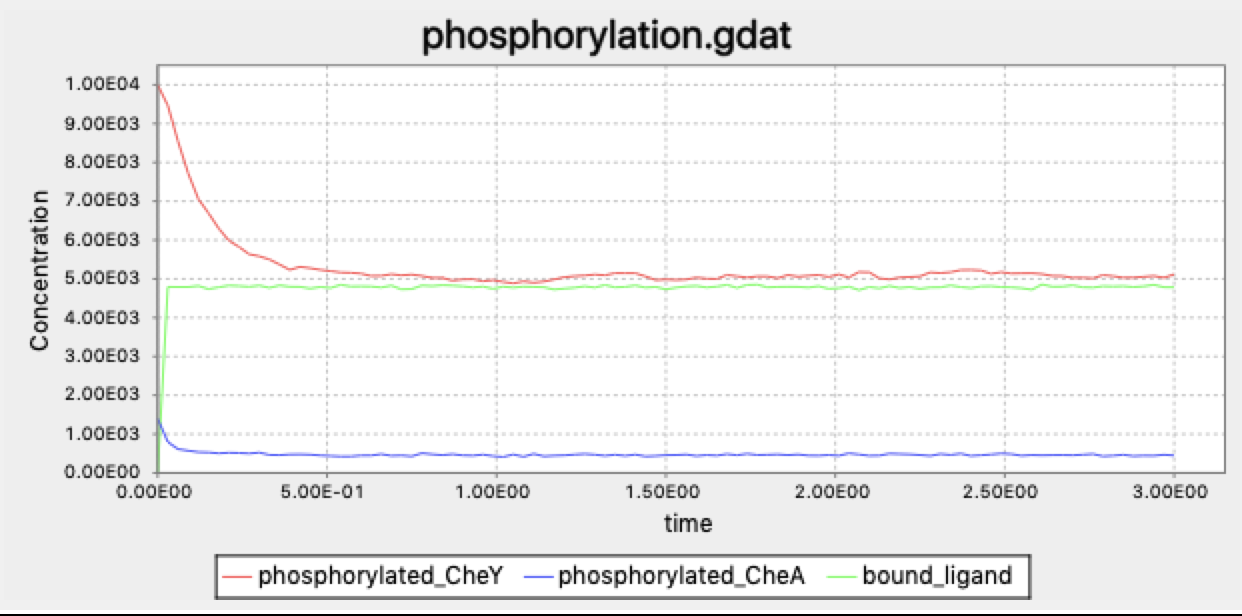 phosphorylation.gdat
1.00E04
9.00E03
8.00E03
7.00E03
6.00E03
5.00E03
4.00E03
3.00E03
2.00E03
1.00E03
0.00E00
Concentration
0.00E00 5.00E-01 1.00E00 1.50E00 2.00E00 2.50E00 3.00E00
time
phosphorylated_CheY phosphorylated_CheA bound_ligand